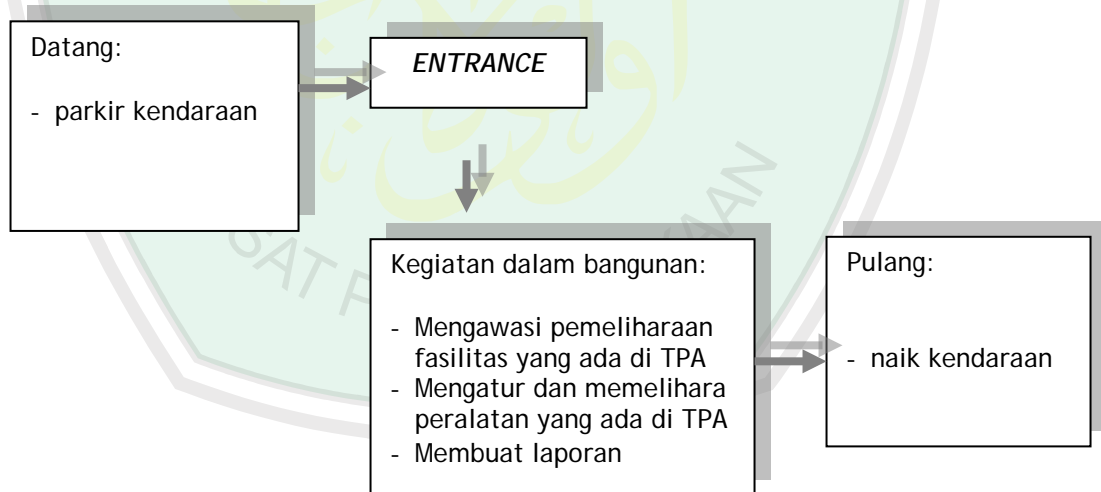 Datang:
- parkir kendaraan
ENTRANCE
Kegiatan dalam bangunan:
- Mengawasi pemeliharaan
fasilitas yang ada di TPA
- Mengatur dan memelihara
peralatan yang ada di TPA
- Membuat laporan
Pulang:
- naik kendaraan